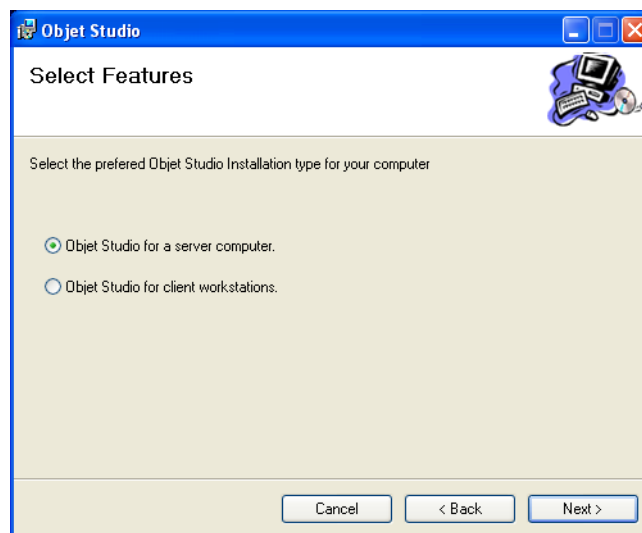 Objet Studio
Select Features
Select the prefered Objet Studio Installation type for your computer
Objet Studio for a server computer.
Objet Studio for client workstations.
Cancel
< Back
Next >